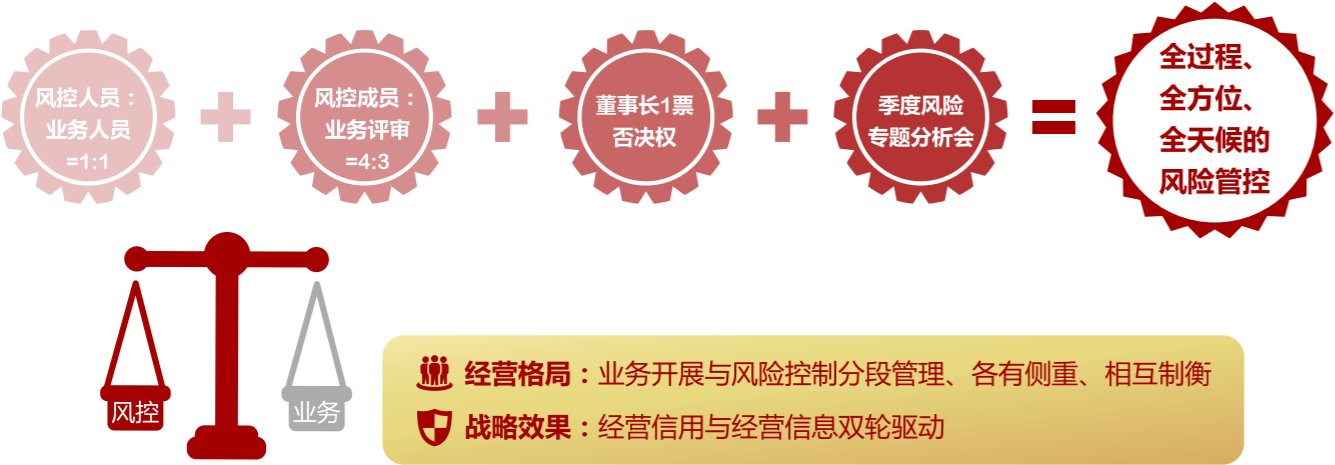 风控人员：
业务人员
=1:1
风控成员：
业务评审
=4:3
董事长1票
否决权
季度风险
专题分析会
全过程、
全方位、
全天候的
风险管控
风控
业务
经营格局：业务开展与风险控制分段管理、各有侧重、相互制衡
战略效果：经营信用与经营信息双轮驱动